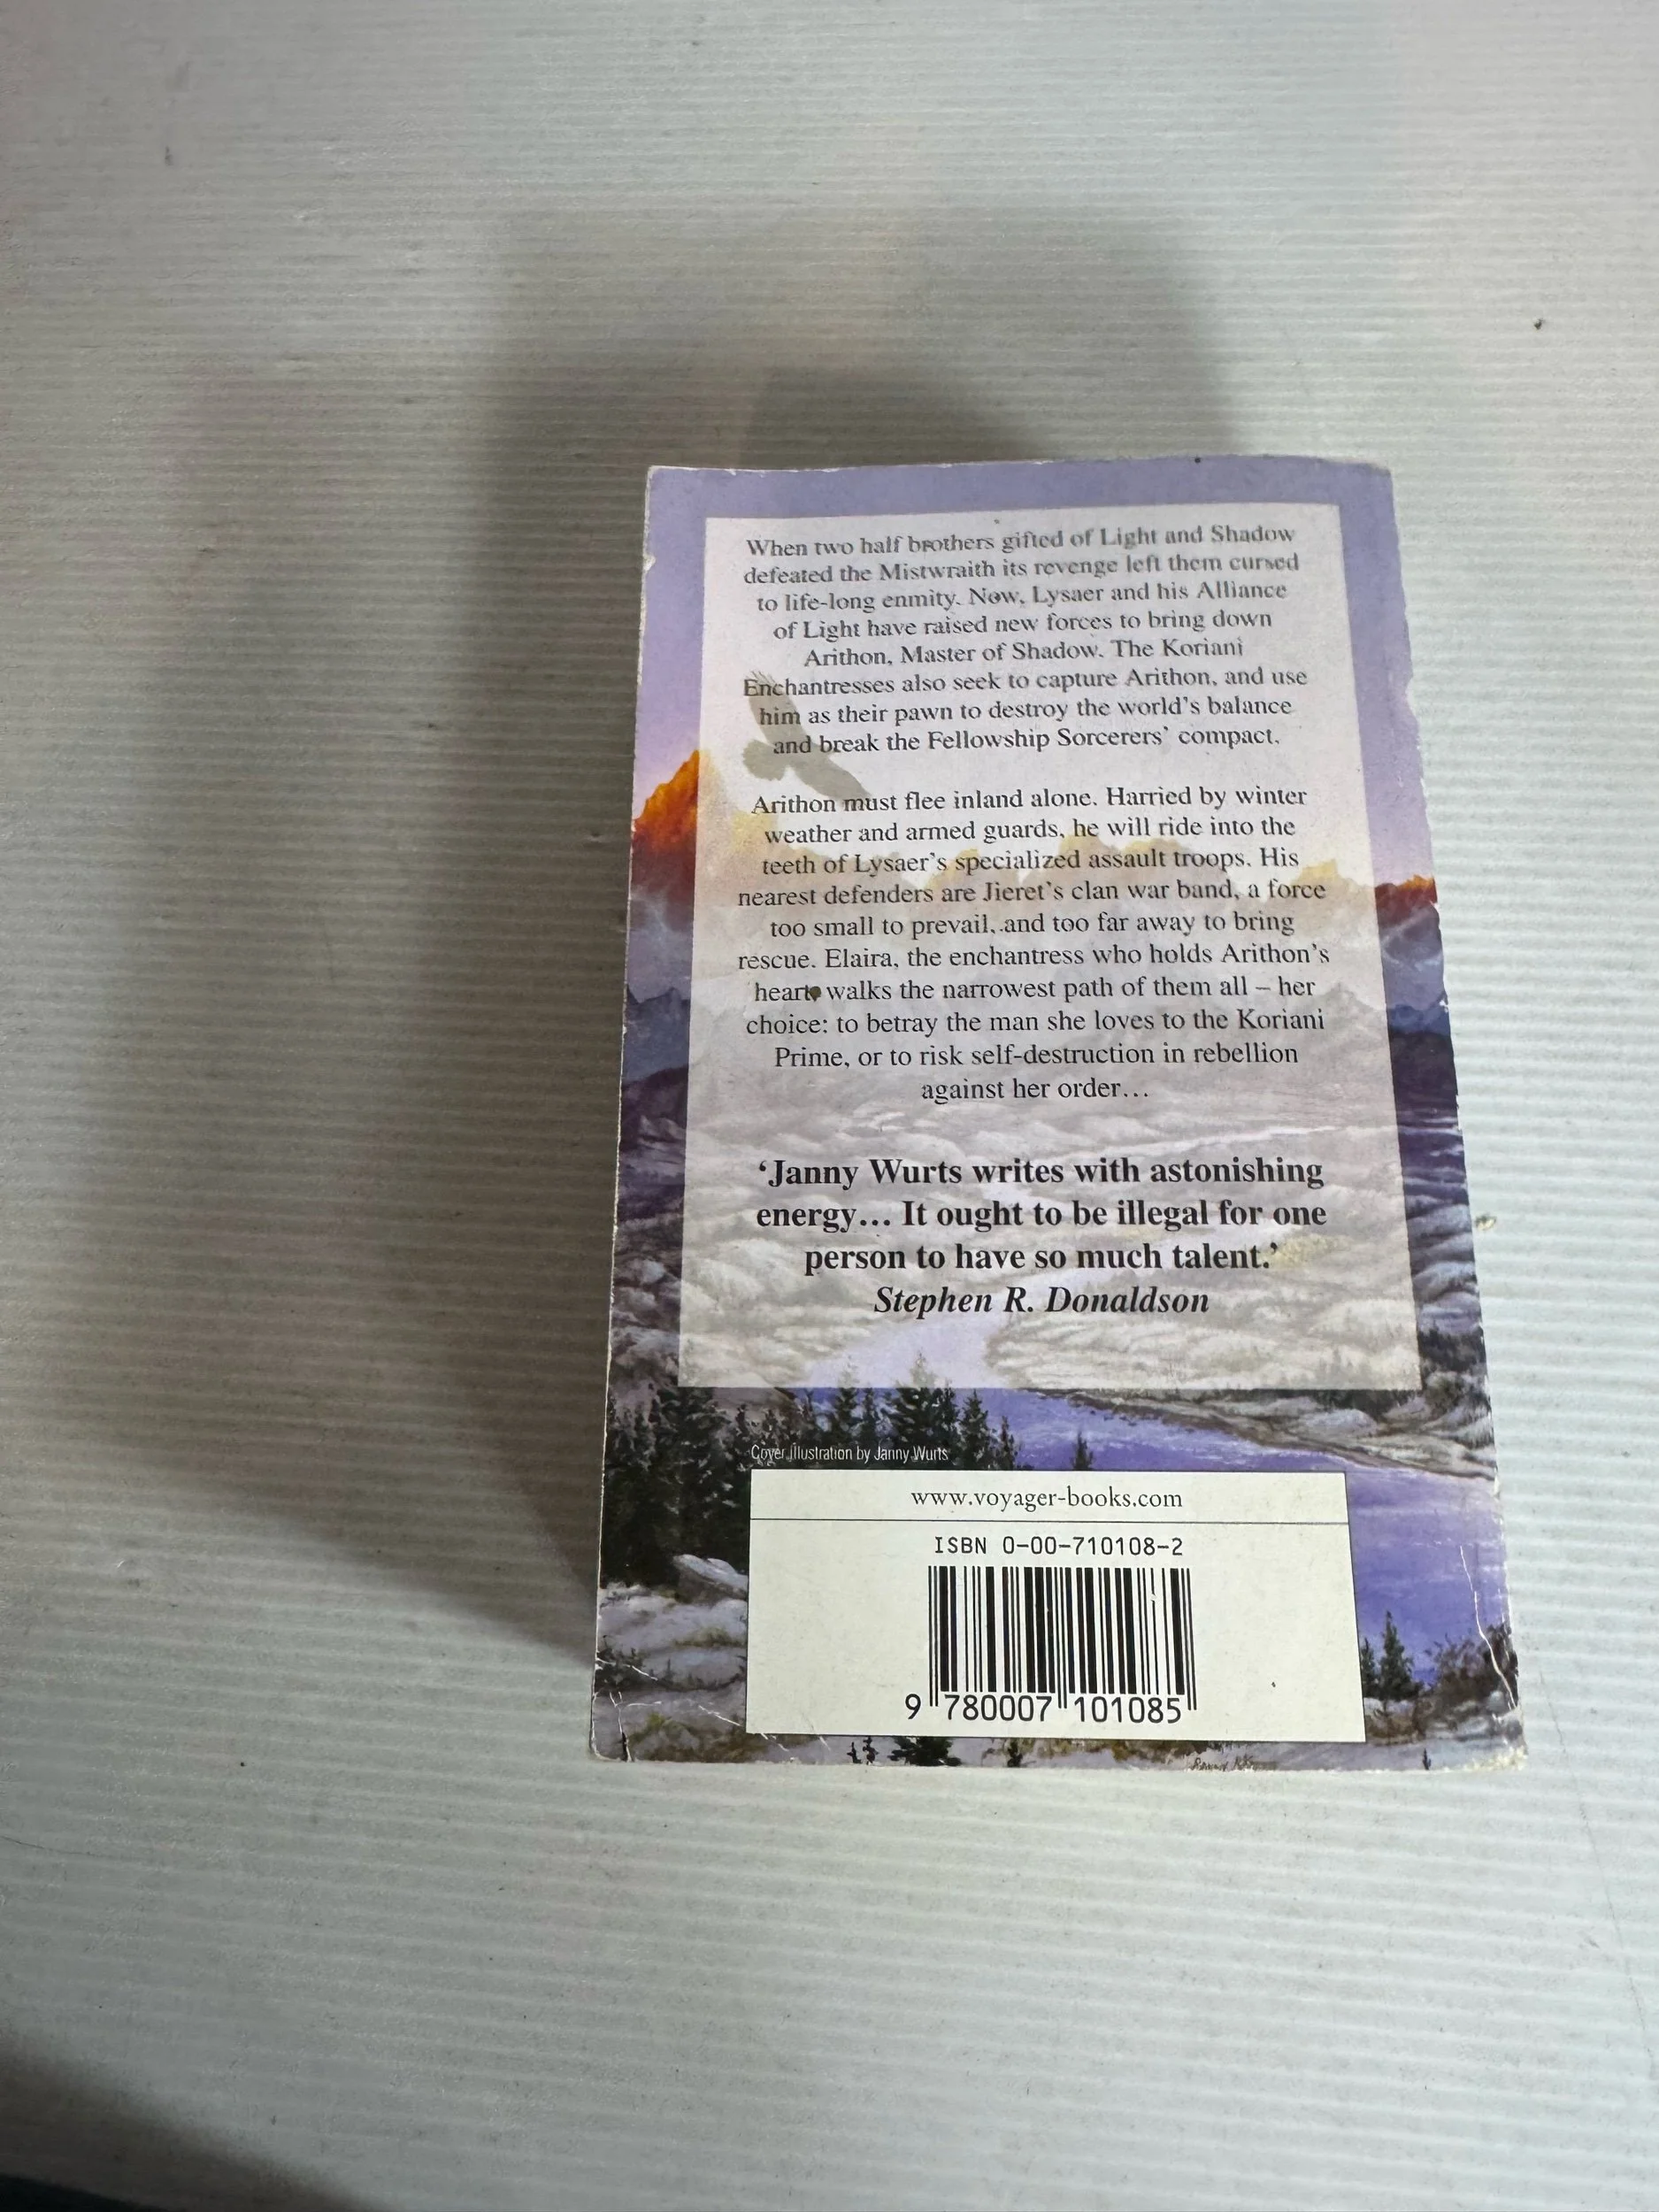 When two half brothers gifted of Light and Shadow
defeated the Mistwraith its revenge left them cursed
to life-long enmity. Now, Lysaer and his Alliance
of Light have raised new forces to bring down
Arithon, Master of Shadow. The Koriani
Enchantresses also seek to capture Arithon, and use
him as their pawn to destroy the world's balance
and break the Fellowship Sorcerers' compact.
Arithon must flee inland alone. Harried by winter
weather and armed guards, he will ride into the
teeth of Lysaer's specialized assault troops. His
nearest defenders are Jieret's clan war band, a force
too small to prevail, and too far away to bring
rescue. Elaira, the enchantress who holds Arithon's
heart walks the narrowest path of them all – her
choice: to betray the man she loves to the Koriani
Prime, or to risk self-destruction in rebellion
against her order…
‘Janny Wurts writes with astonishing
energy… It ought to be illegal for one
person to have so much talent.’
Stephen R. Donaldson
Cover illustration by Janny Wurts
www.voyager-books.com
ISBN 0-00-710108-2
9 780007 101085